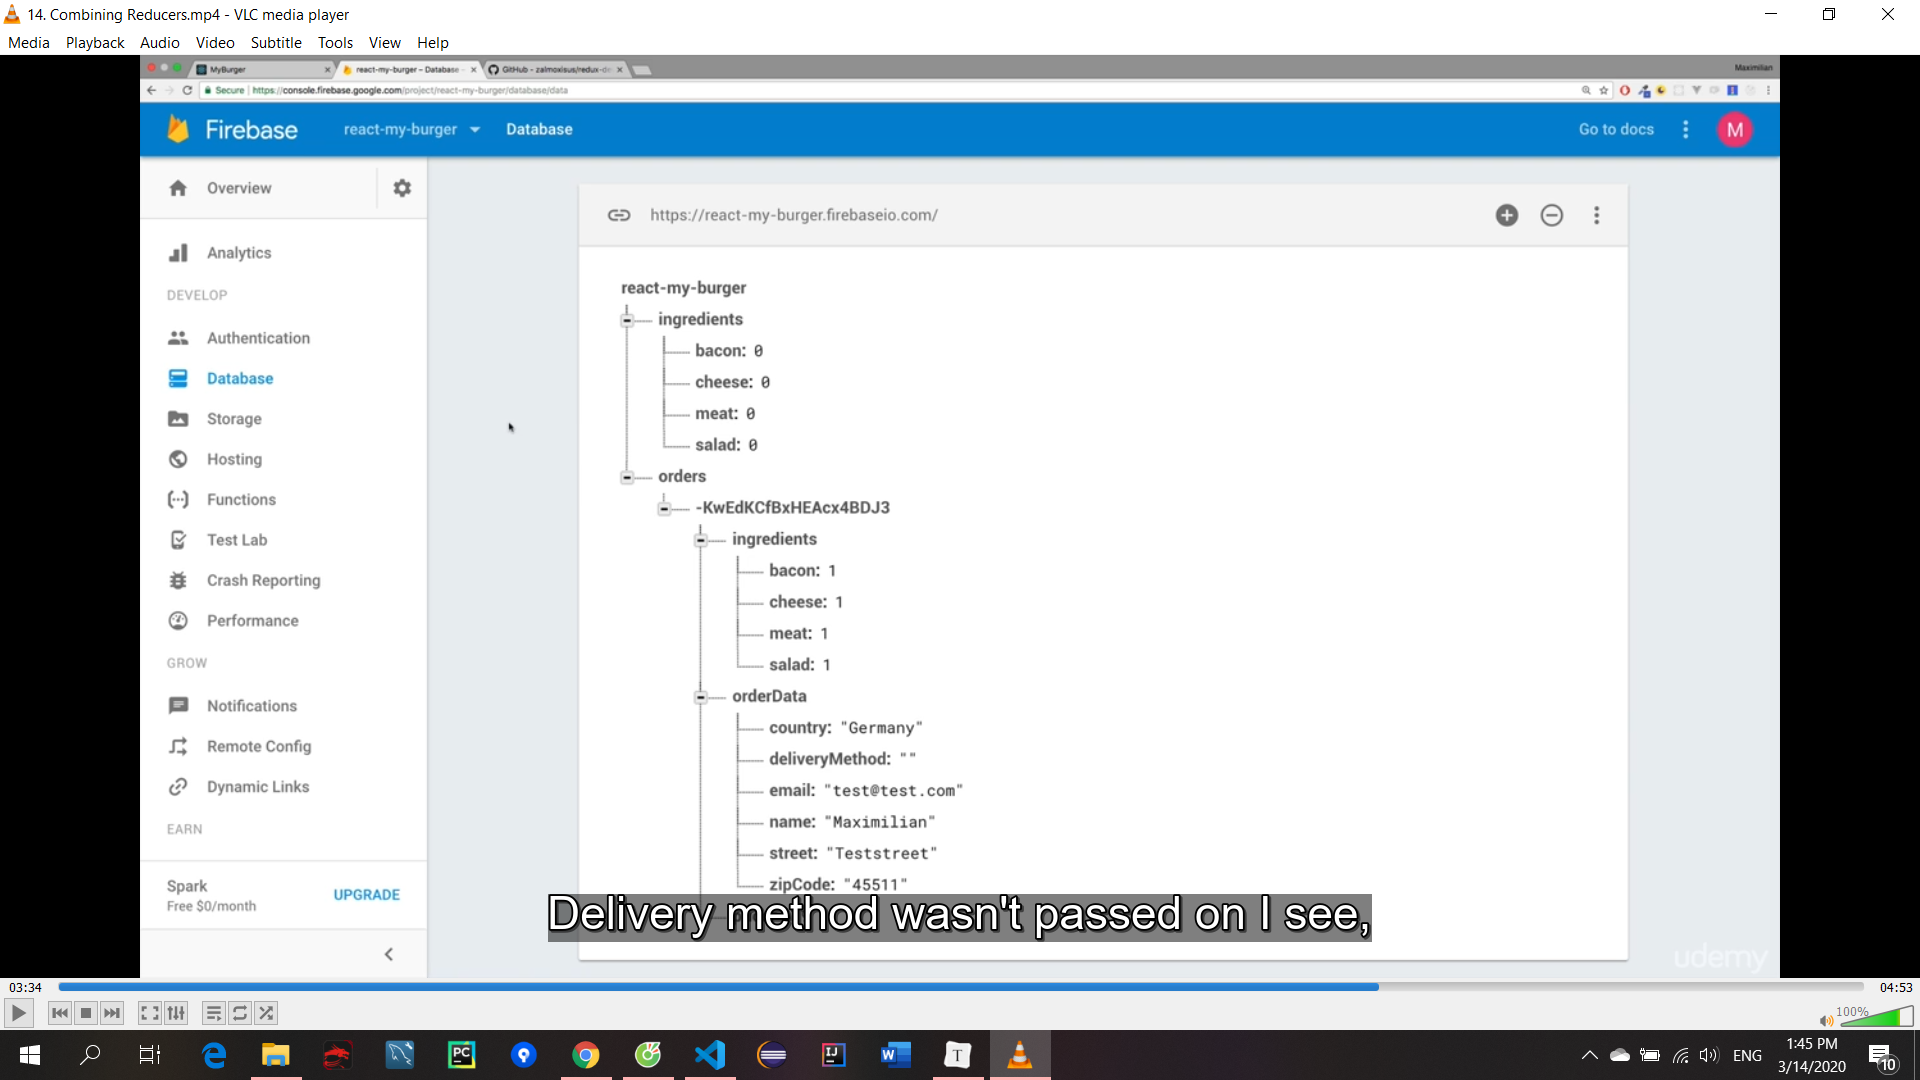 14. Combining Reducers.mp4 - VLC media player
Media Playback Audio Video Subtitle Tools View Help
MyBurger
react-my-burger – Database -
GitHub - zalmoxisus/redux-de
Maximilian
Secure https://console.firebase.google.com/project/react-my-burger/database/data
Firebase react-my-burger Database Go to docs M
Overview
https://react-my-burger.firebaseio.com/
Analytics
DEVELOP
Authentication
Database
Storage
Hosting
Functions
Test Lab
Crash Reporting
Performance
GROW
Notifications
Remote Config
Dynamic Links
EARN
Spark
Free $0/month
UPGRADE
react-my-burger
ingredients
bacon: 0
cheese: 0
meat: 0
salad: 0
orders
-KwEdKCfBxHEAcx4BDJ3
ingredients
bacon: 1
cheese: 1
meat: 1
salad: 1
orderData
country: "Germany"
deliveryMethod: ""
email: "test@test.com"
name: "Maximilian"
street: "Teststreet"
zipCode: "45511"
Delivery method wasn't passed on I see,
udemy
03:34
04:53
100%
PC
IJ
W
T
ENG
1:45 PM
3/14/2020
10